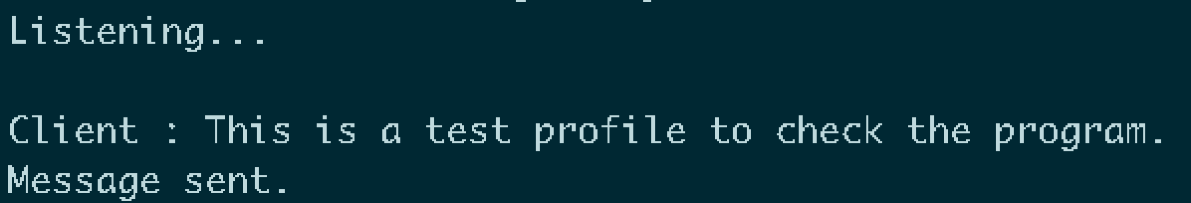 Listening...
Client : This is a test profile to check the program.
Message sent.